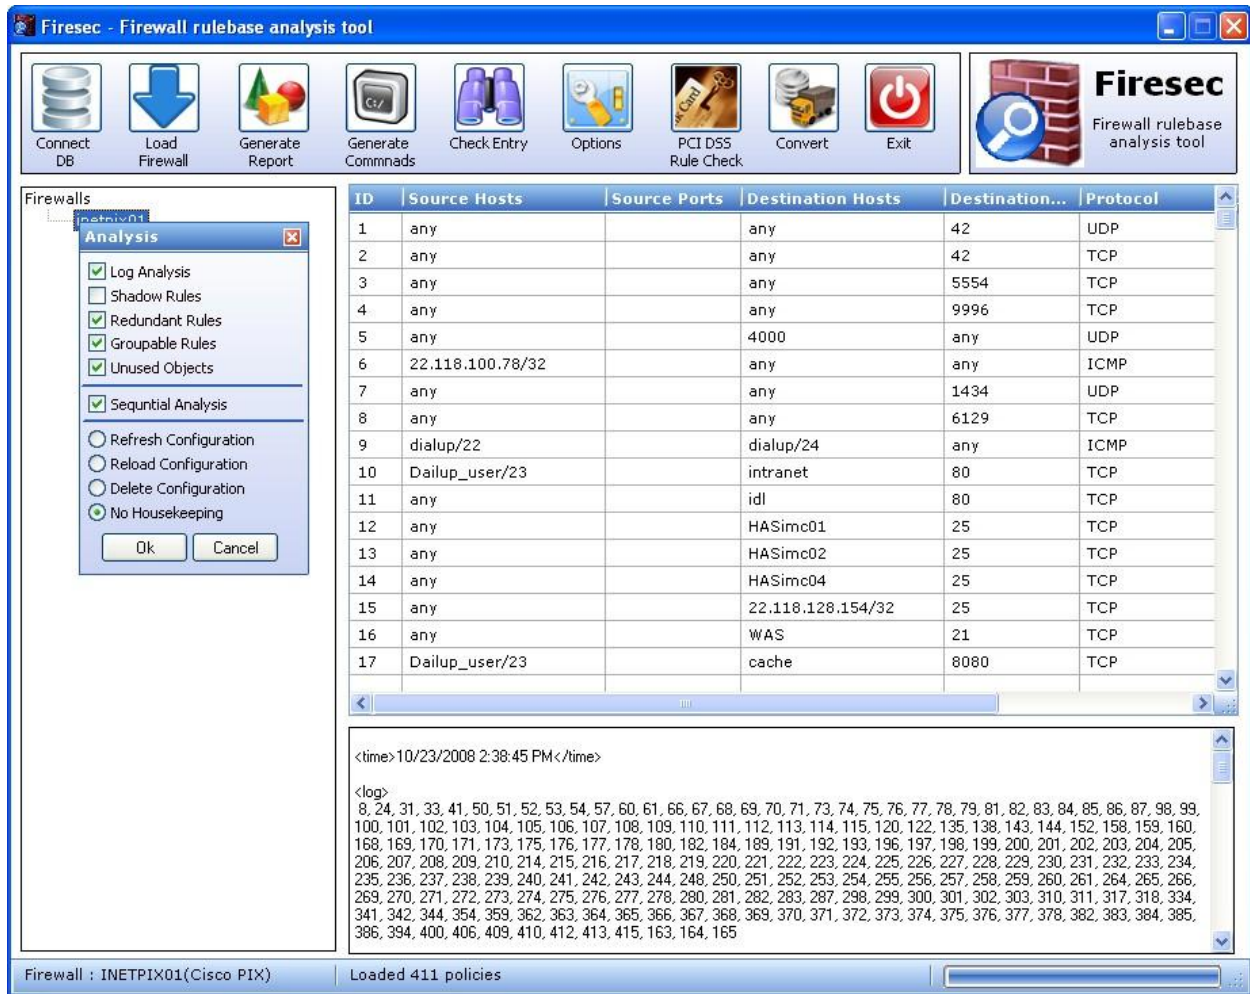 Firesec - Firewall rulebase analysis tool
Connect DB
Load Firewall
Generate Report
C:/
Generate Commnads
Check Entry
Options
Card
PCI DSS Rule Check
Convert
Exit
Firesec
Firewall rulebase
analysis tool
Firewalls
inetpix01
Analysis
Log Analysis
Shadow Rules
Redundant Rules
Groupable Rules
Unused Objects
Sequntial Analysis
Refresh Configuration
Reload Configuration
Delete Configuration
No Housekeeping
Ok Cancel
ID Source Hosts Source Ports Destination Hosts Destination... Protocol
1 any any 42 UDP
2 any any 42 TCP
3 any any 5554 TCP
4 any any 9996 TCP
5 any 4000 any UDP
6 22.118.100.78/32 any any ICMP
7 any any 1434 UDP
8 any any 6129 TCP
9 dialup/22 dialup/24 any ICMP
10 Dailup_user/23 intranet 80 TCP
11 any idl 80 TCP
12 any HASimc01 25 TCP
13 any HASimc02 25 TCP
14 any HASimc04 25 TCP
15 any 22.118.128.154/32 25 TCP
16 any WAS 21 TCP
17 Dailup_user/23 cache 8080 TCP
<time>10/23/2008 2:38:45 PM</time>
<log>
8, 24, 31, 33, 41, 50, 51, 52, 53, 54, 57, 60, 61, 66, 67, 68, 69, 70, 71, 73, 74, 75, 76, 77, 78, 79, 81, 82, 83, 84, 85, 86, 87, 98, 99,
100, 101, 102, 103, 104, 105, 106, 107, 108, 109, 110, 111, 112, 113, 114, 115, 120, 122, 135, 138, 143, 144, 152, 158, 159, 160,
168, 169, 170, 171, 173, 175, 176, 177, 178, 180, 182, 184, 189, 191, 192, 193, 196, 197, 198, 199, 200, 201, 202, 203, 204, 205,
206, 207, 208, 209, 210, 214, 215, 216, 217, 218, 219, 220, 221, 222, 223, 224, 225, 226, 227, 228, 229, 230, 231, 232, 233, 234,
235, 236, 237, 238, 239, 240, 241, 242, 243, 244, 248, 250, 251, 252, 253, 254, 255, 256, 257, 258, 259, 260, 261, 264, 265, 266,
269, 270, 271, 272, 273, 274, 275, 276, 277, 278, 280, 281, 282, 283, 287, 298, 299, 300, 301, 302, 303, 310, 311, 317, 318, 334,
341, 342, 344, 354, 359, 362, 363, 364, 365, 366, 367, 368, 369, 370, 371, 372, 373, 374, 375, 376, 377, 378, 382, 383, 384, 385,
386, 394, 400, 406, 409, 410, 412, 413, 415, 163, 164, 165
Firewall : INETPIX01(Cisco PIX) Loaded 411 policies